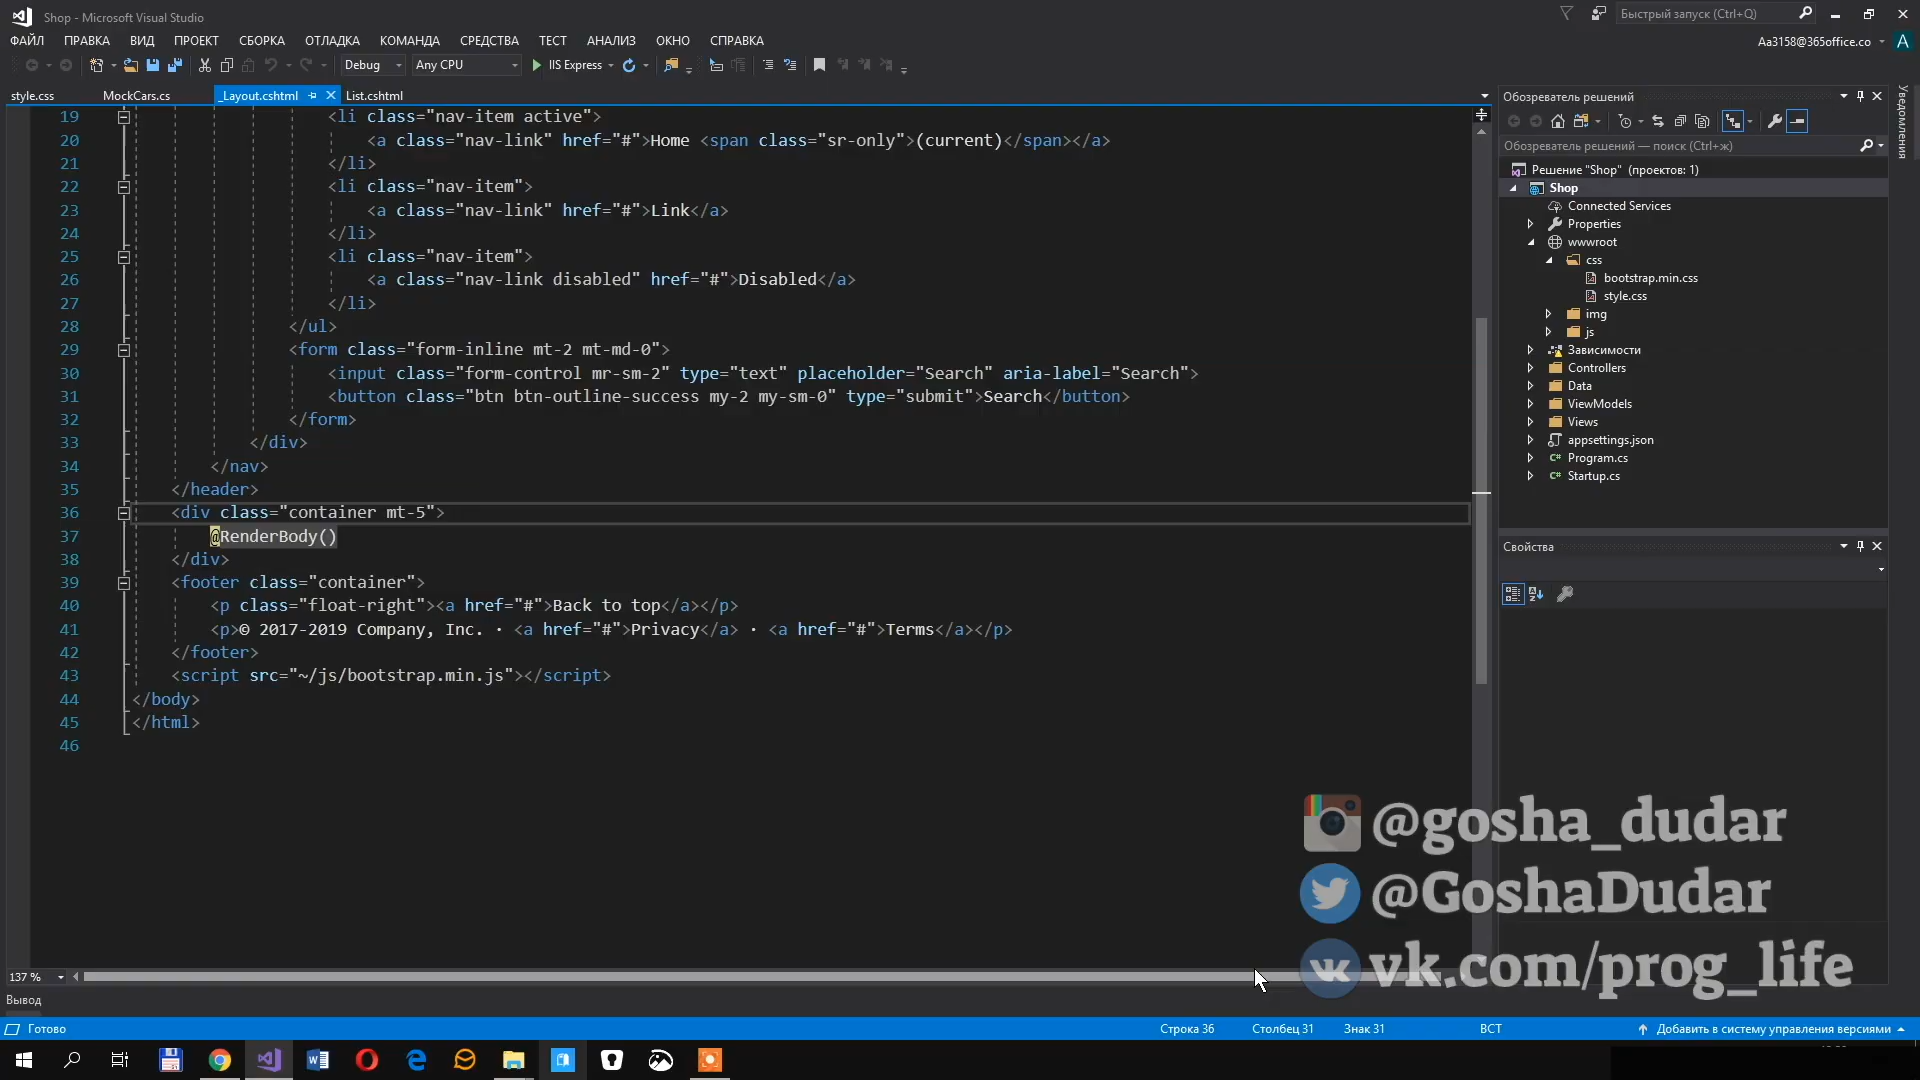 Shop - Microsoft Visual Studio
Быстрый запуск (Ctrl+Q)
ФАЙЛ ПРАВКА ВИД ПРОЕКТ СБОРКА ОТЛАДКА КОМАНДА СРЕДСТВА ТЕСТ АНАЛИЗ ОКНО СПРАВКА
Aa3158@365office.co A
Debug Any CPU IIS Express
style.css MockCars.cs _Layout.cshtml List.cshtml
19 <li class="nav-item active">
20 <a class="nav-link" href="#">Home <span class="sr-only">(current)</span></a>
21 </li>
22 <li class="nav-item">
23 <a class="nav-link" href="#">Link</a>
24 </li>
25 <li class="nav-item">
26 <a class="nav-link disabled" href="#">Disabled</a>
27 </li>
28 </ul>
29 <form class="form-inline mt-2 mt-md-0">
30 <input class="form-control mr-sm-2" type="text" placeholder="Search" aria-label="Search">
31 <button class="btn btn-outline-success my-2 my-sm-0" type="submit">Search</button>
32 </form>
33 </div>
34 </nav>
35 </header>
36 <div class="container mt-5">
37 @RenderBody()
38 </div>
39 <footer class="container">
40 <p class="float-right"><a href="#">Back to top</a></p>
41 <p>© 2017-2019 Company, Inc. · <a href="#">Privacy</a> · <a href="#">Terms</a></p>
42 </footer>
43 <script src="~/js/bootstrap.min.js"></script>
44 </body>
45 </html>
46
137 %
Вывод
Обозреватель решений
Обозреватель решений — поиск (Ctrl+ж)
Решение "Shop" (проектов: 1)
Shop
Connected Services
Properties
wwwroot
css
bootstrap.min.css
style.css
img
js
Зависимости
Controllers
Data
ViewModels
Views
appsettings.json
Program.cs
Startup.cs
Свойства
Уведомления
@gosha_dudar
@GoshaDudar
vk.com/prog_life
Готово Строка 36 Столбец 31 Знак 31 ВСТ Добавить в систему управления версиями